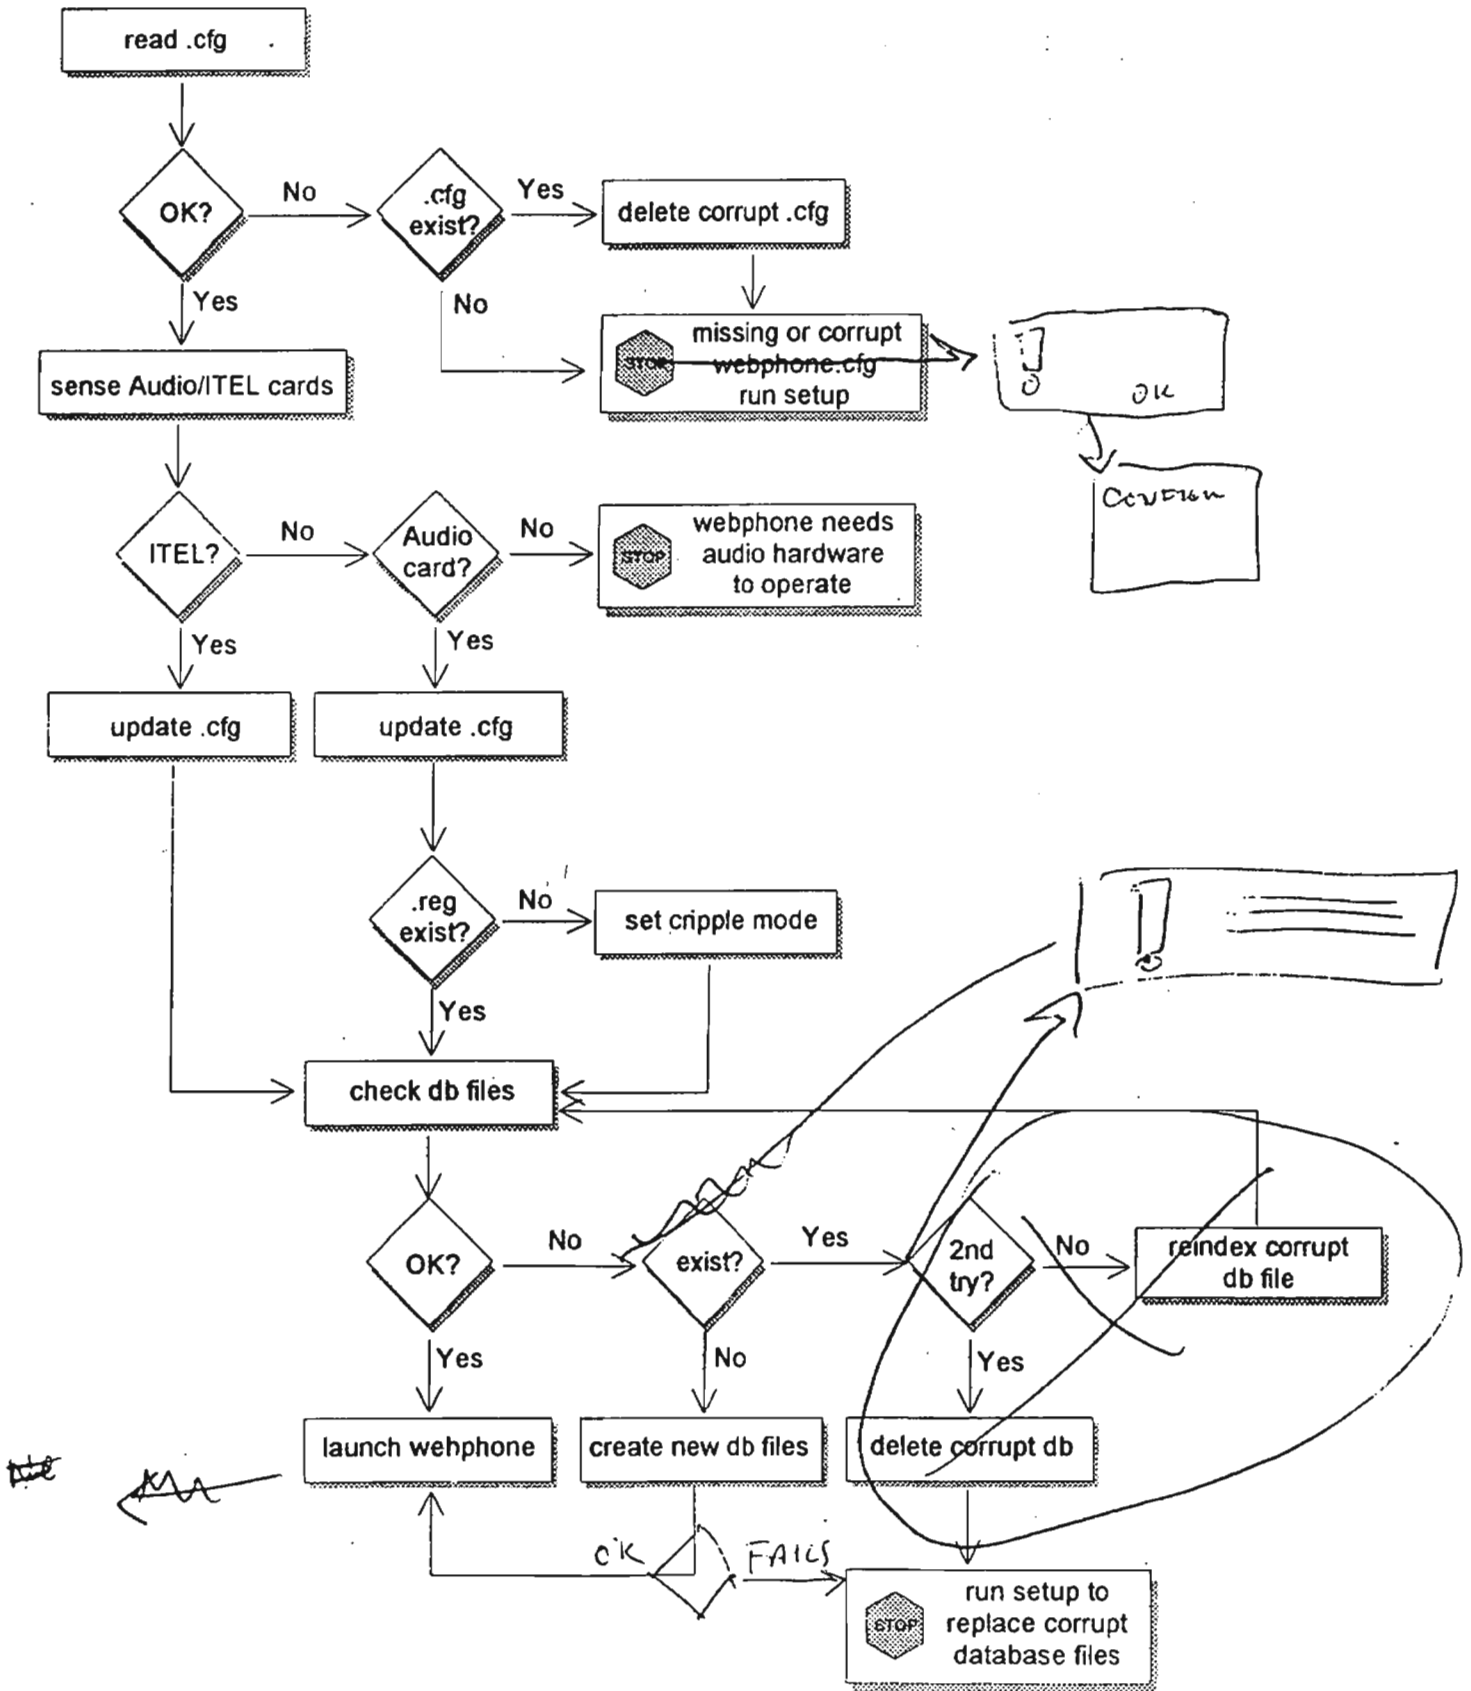 read .cfg
OK?
No
.cfg
exist?
Yes
delete corrupt .cfg
Yes
No
STOP
missing or corrupt
webphone.cfg
run setup
OK
sense Audio/ITEL cards
ITEL?
No
Audio
card?
No
STOP
webphone needs
audio hardware
to operate
Yes
Yes
update .cfg
update .cfg
.reg
exist?
No
set cripple mode
Yes
check db files
OK?
No
exist?
Yes
2nd
try?
No
reindex corrupt
db file
Yes
No
Yes
launch webphone
create new db files
delete corrupt db
OK
FAILS
STOP
run setup to
replace corrupt
database files